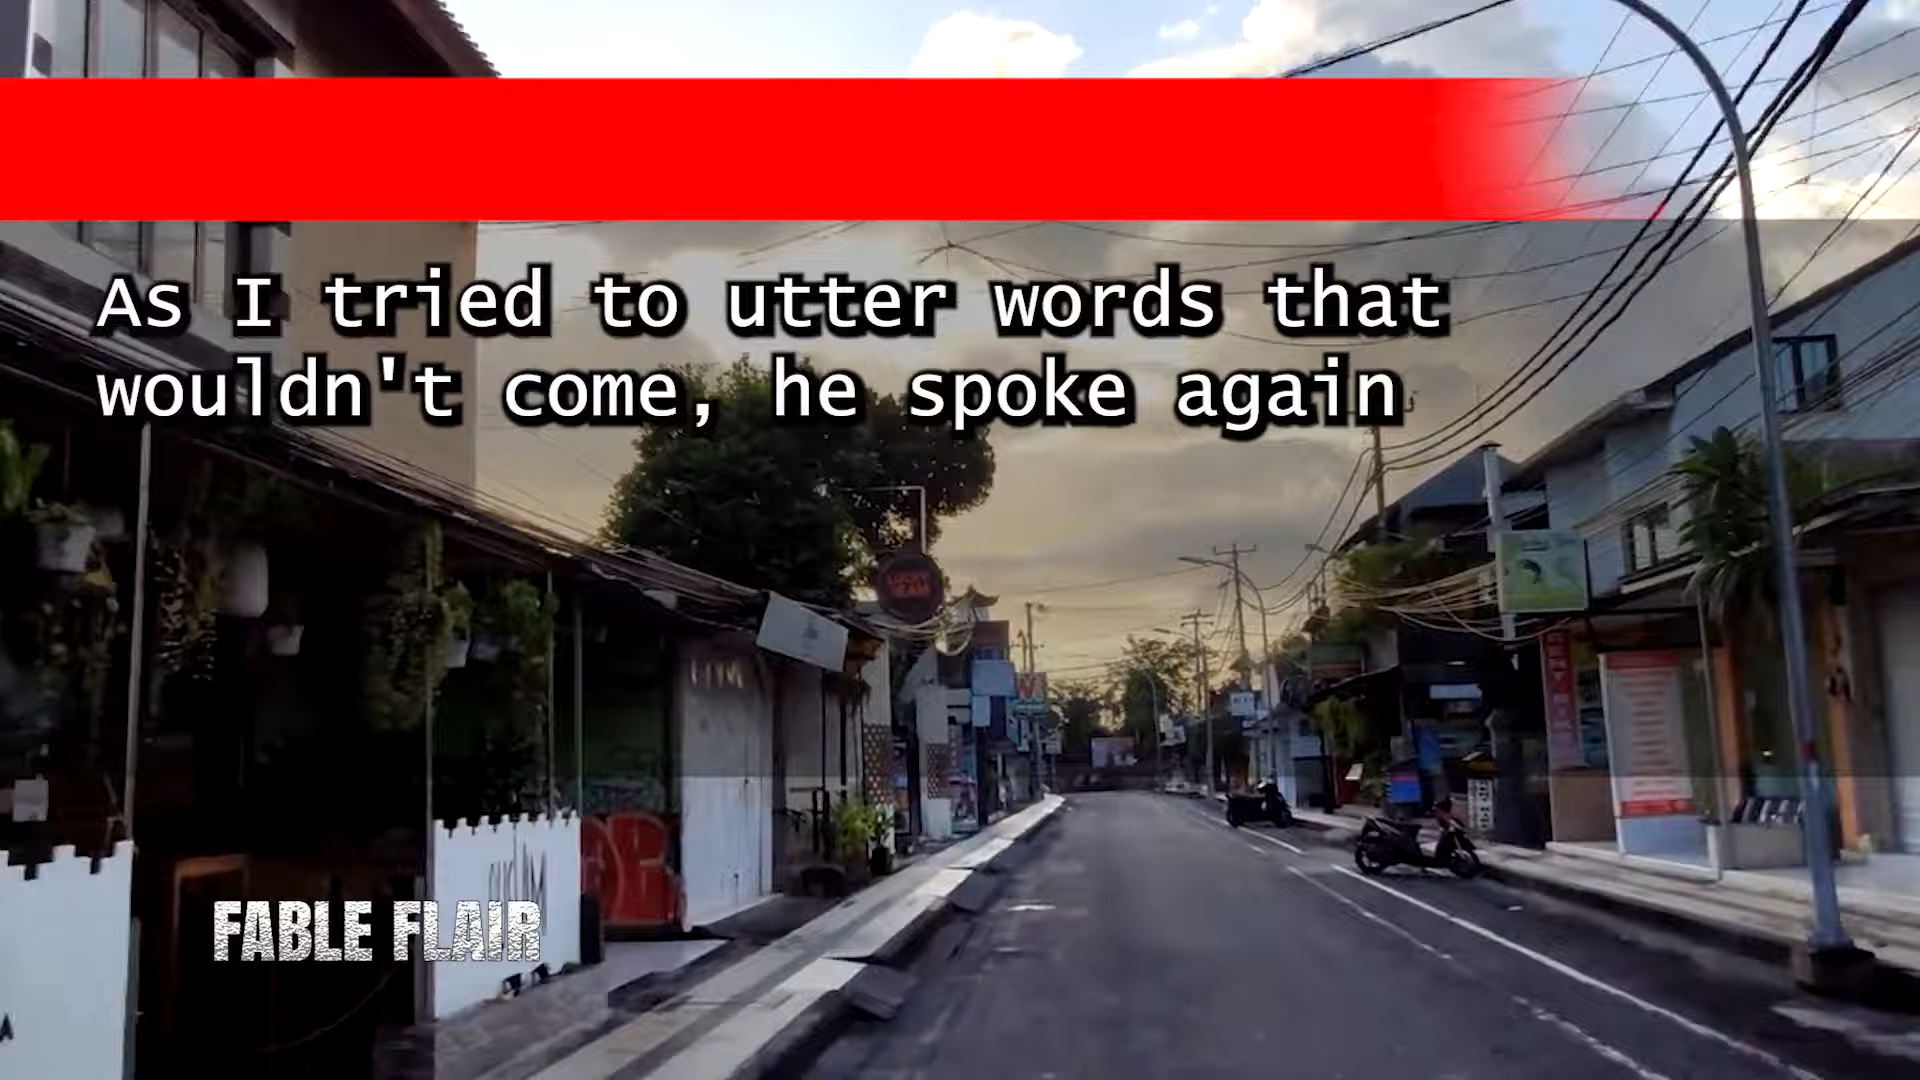 As I tried to utter words that
wouldn't come, he spoke again
FABLE FLAIR